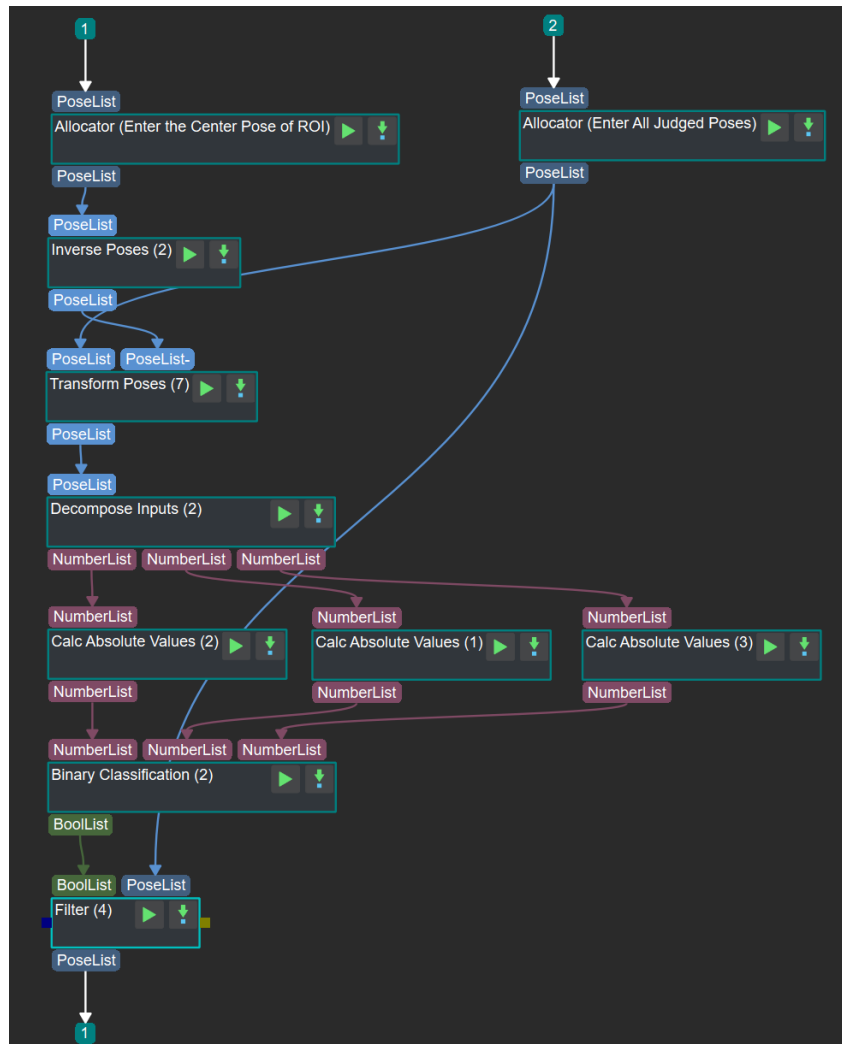 1
2
PoseList
PoseList
Allocator (Enter the Center Pose of ROI)
Allocator (Enter All Judged Poses)
PoseList
PoseList
PoseList
Inverse Poses (2)
PoseList
PoseList PoseList-
Transform Poses (7)
PoseList
PoseList
Decompose Inputs (2)
NumberList NumberList NumberList
NumberList NumberList NumberList
Calc Absolute Values (2) Calc Absolute Values (1) Calc Absolute Values (3)
NumberList NumberList NumberList
NumberList NumberList NumberList
Binary Classification (2)
BoolList
BoolList PoseList
Filter (4)
PoseList
1